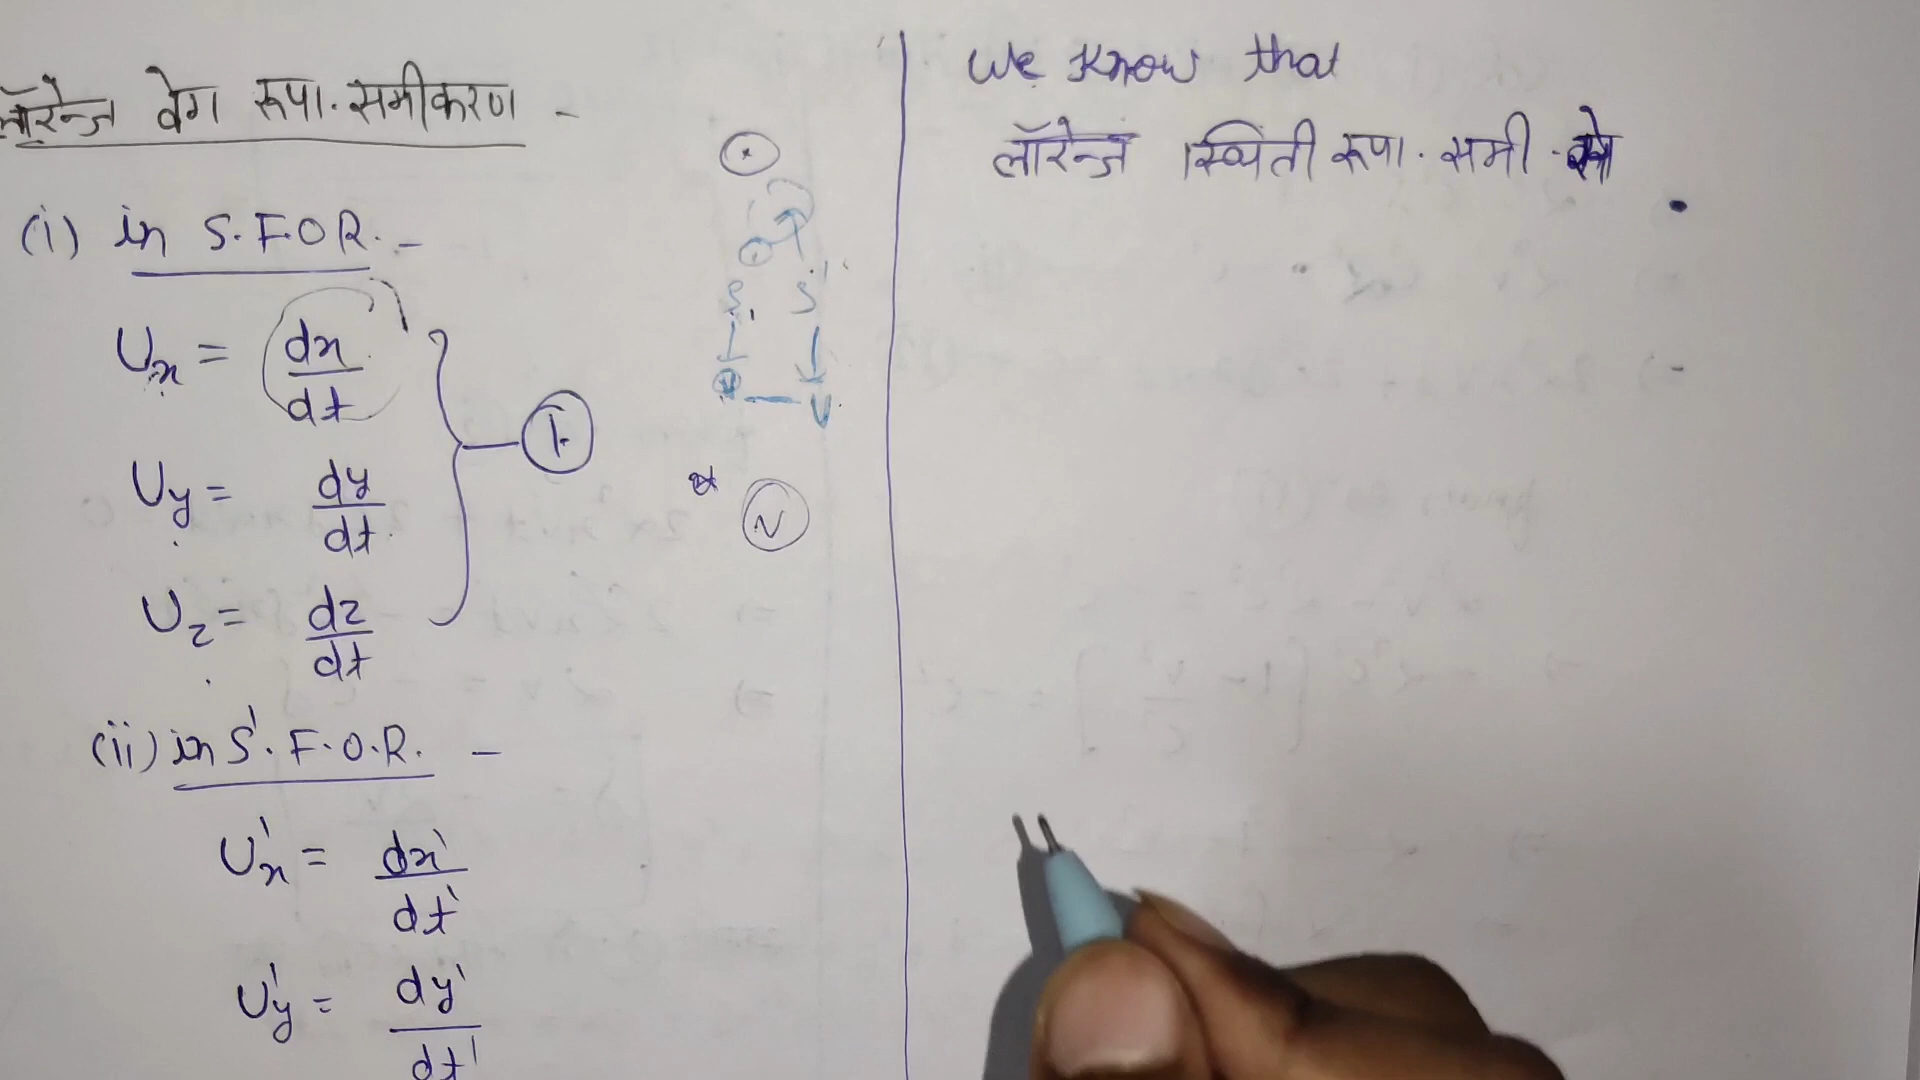 लॉरेन्ज वेग रूपा. समीकरण -
(i) in S.F.O.R. -
Ux = dx/dt
Uy = dy/dt
Uz = dz/dt
1
(ii) in S'. F.O.R. -
U'x = dx'/dt'
U'y = dy'/dt'
S S'
v
We know that
लॉरेन्ज स्थिती रूपा. समी. से